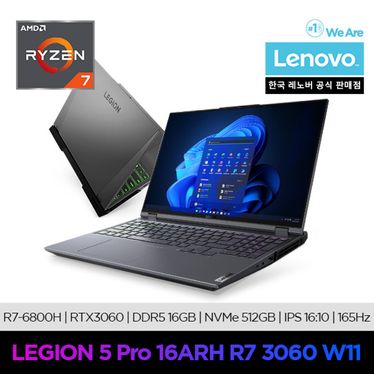 AMD
RYZEN
7
#1 We Are
Lenovo
한국 레노버 공식 판매점
LEGION
R7-6800H | RTX3060 | DDR5 16GB | NVMe 512GB | IPS 16:10 | 165Hz
LEGION 5 Pro 16ARH R7 3060 W11